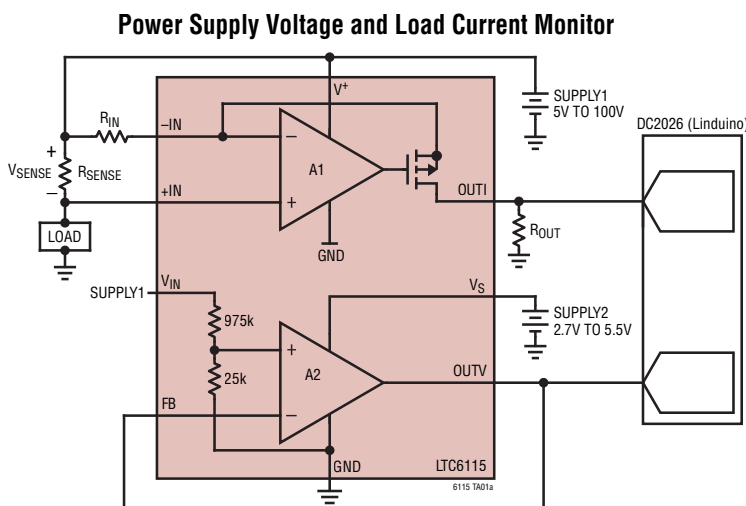 Power Supply Voltage and Load Current Monitor
V+
SUPPLY1
5V TO 100V
DC2026 (Linduino)
RIN
–IN
+
VSENSE
–
RSENSE
–
A1
+
+IN
OUTI
ROUT
LOAD
GND
VIN
SUPPLY1
VS
975k
SUPPLY2
2.7V TO 5.5V
+
A2
–
25k
OUTV
FB
GND
LTC6115
6115 TA01a